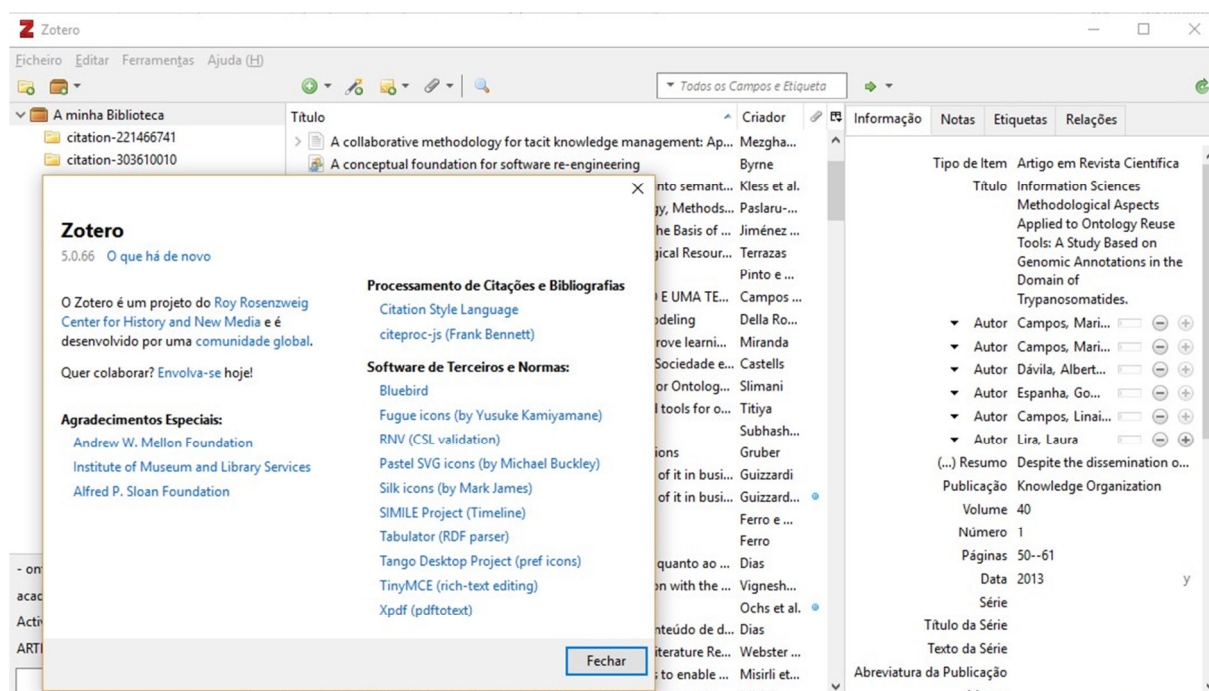 Zotero
Ficheiro Editar Ferramentas Ajuda (H)
Todos os Campos e Etiqueta
A minha Biblioteca
citation-221466741
citation-303610010
Título Criador
A collaborative methodology for tacit knowledge management: Ap... Mezgha...
A conceptual foundation for software re-engineering Byrne
nto semant... Kless et al.
gy, Methods... Paslaru-...
he Basis of ... Jiménez ...
gical Resour... Terrazas
Pinto e ...
E UMA TE... Campos ...
odeling Della Ro...
rove learni... Miranda
Sociedade e... Castells
or Ontolog... Slimani
l tools for o... Titiya
Subhash...
ions Gruber
of it in busi... Guizzardi
of it in busi... Guizzard...
Ferro e ...
Ferro
quanto ao ... Dias
on with the ... Vignesh...
Ochs et al.
nteúdo de d... Dias
iterature Re... Webster ...
s to enable ... Misirli et...
Zotero
5.0.66 O que há de novo
O Zotero é um projeto do Roy Rosenzweig
Center for History and New Media e é
desenvolvido por uma comunidade global.
Quer colaborar? Envolva-se hoje!
Agradecimentos Especiais:
Andrew W. Mellon Foundation
Institute of Museum and Library Services
Alfred P. Sloan Foundation
Processamento de Citações e Bibliografias
Citation Style Language
citeproc-js (Frank Bennett)
Software de Terceiros e Normas:
Bluebird
Fugue icons (by Yusuke Kamiyamane)
RNV (CSL validation)
Pastel SVG icons (by Michael Buckley)
Silk icons (by Mark James)
SIMILE Project (Timeline)
Tabulator (RDF parser)
Tango Desktop Project (pref icons)
TinyMCE (rich-text editing)
Xpdf (pdftotext)
Fechar
- on
acac
Activ
ARTI
Informação Notas Etiquetas Relações
Tipo de Item Artigo em Revista Científica
Título Information Sciences
Methodological Aspects
Applied to Ontology Reuse
Tools: A Study Based on
Genomic Annotations in the
Domain of
Trypanosomatides.
Autor Campos, Mari...
Autor Campos, Mari...
Autor Dávila, Albert...
Autor Espanha, Go...
Autor Campos, Linai...
Autor Lira, Laura
(...) Resumo Despite the dissemination o...
Publicação Knowledge Organization
Volume 40
Número 1
Páginas 50--61
Data 2013 y
Série
Título da Série
Texto da Série
Abreviatura da Publicação